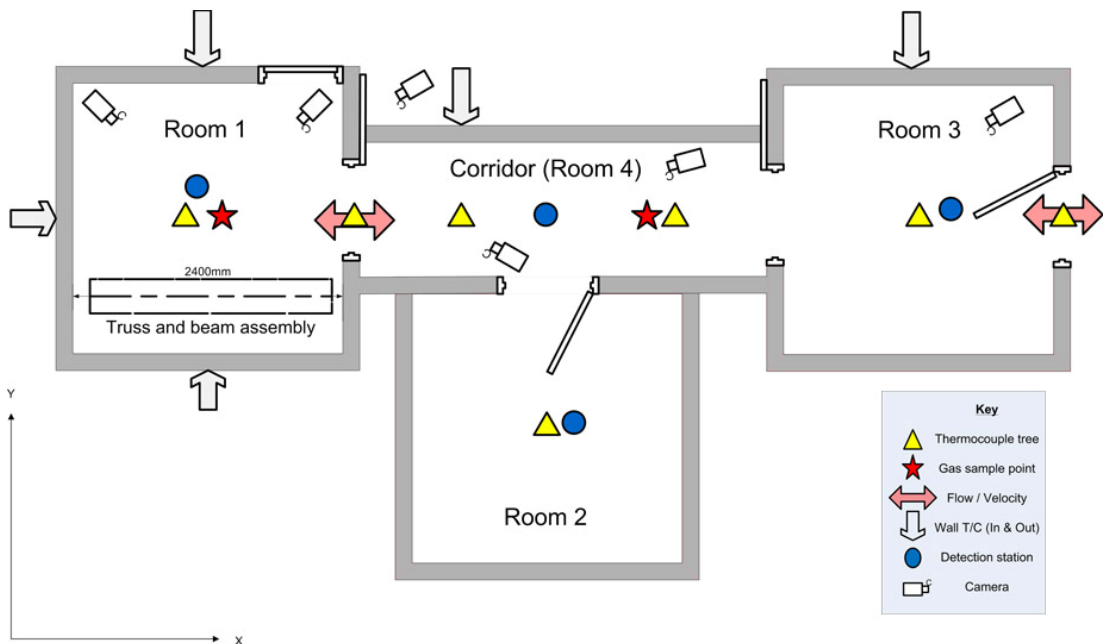 Room 1
Corridor (Room 4)
Room 3
2400mm
Truss and beam assembly
Room 2
Y
X
Key
Thermocouple tree
Gas sample point
Flow / Velocity
Wall T/C (In & Out)
Detection station
Camera